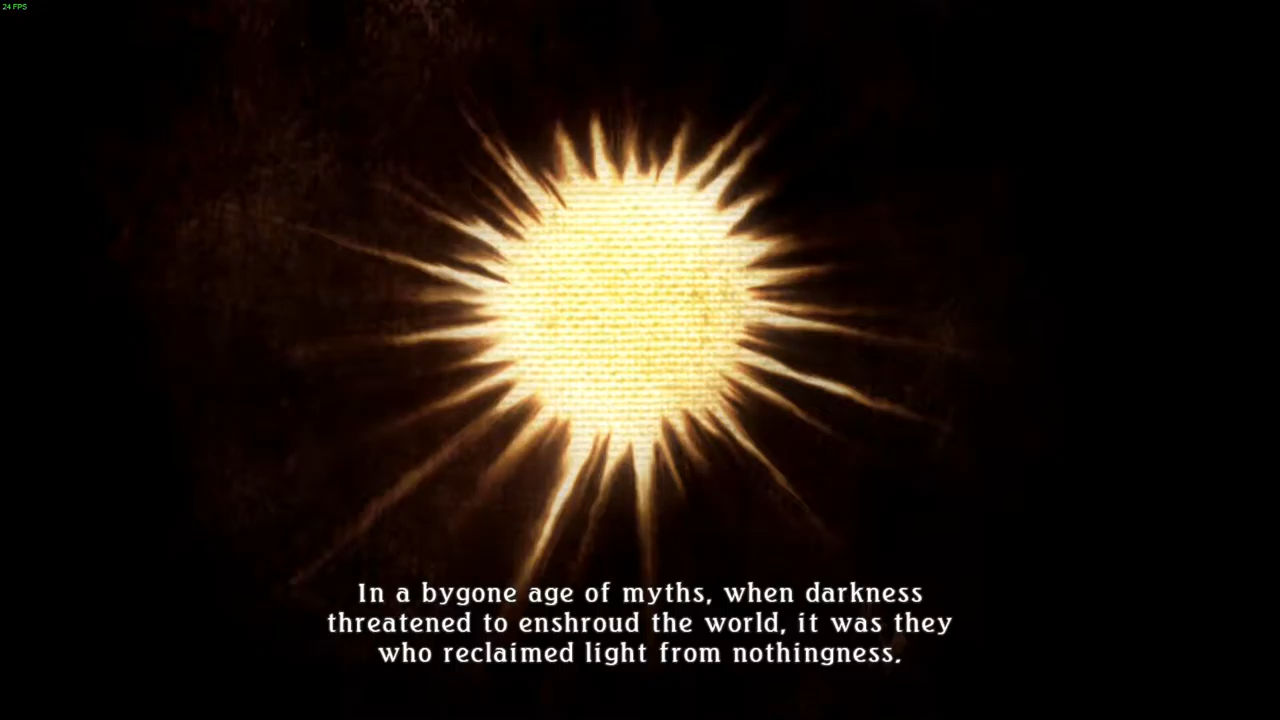 24 FPS
In a bygone age of myths, when darkness
threatened to enshroud the world, it was they
who reclaimed light from nothingness.